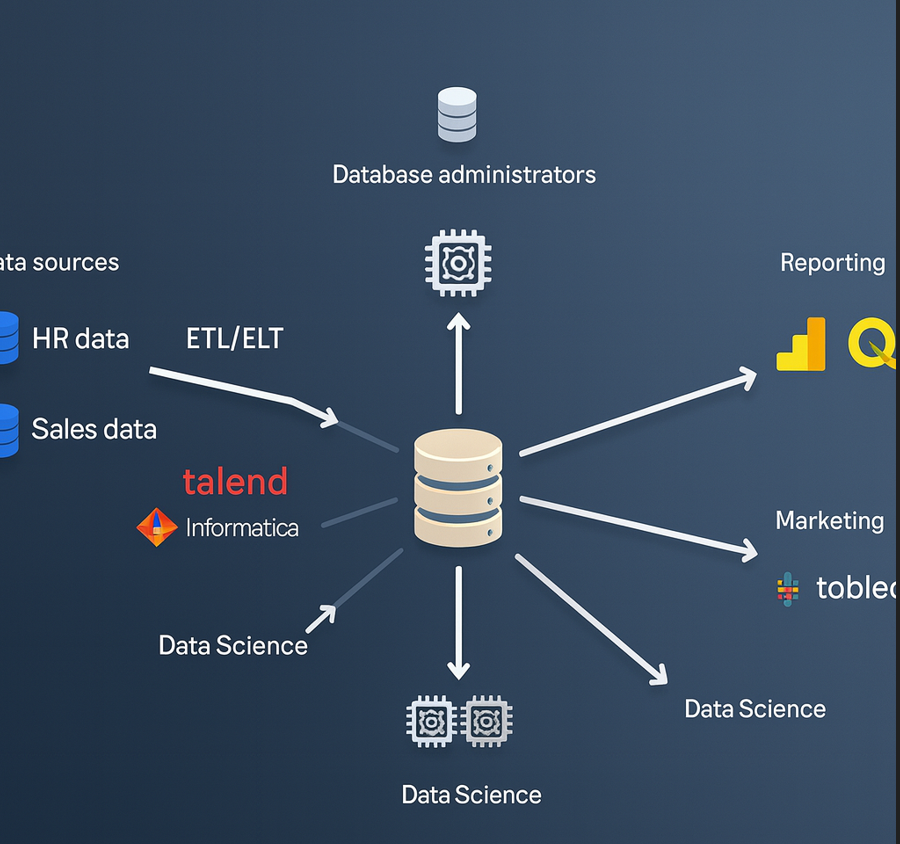 Database administrators
ata sources
Reporting
HR data
ETL/ELT
Sales data
talend
Informatica
Marketing
toblec
Data Science
Data Science
Data Science